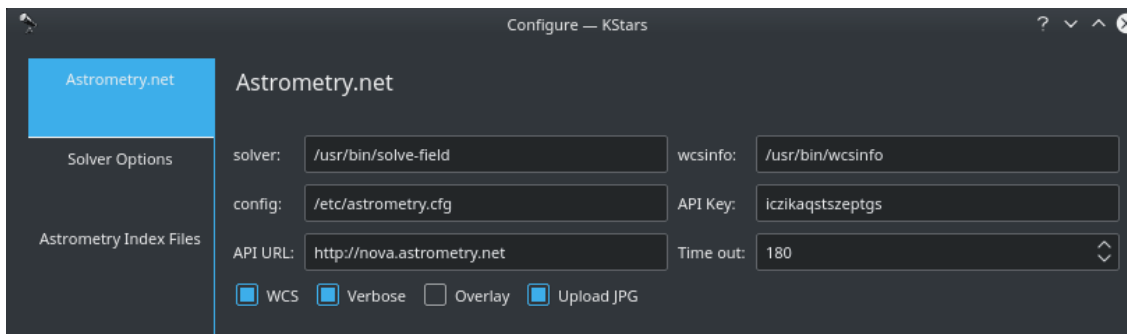 Configure — KStars
Astrometry.net
Astrometry.net
solver: /usr/bin/solve-field wcsinfo: /usr/bin/wcsinfo
Solver Options
config: /etc/astrometry.cfg API Key: iczikaqstszeptgs
Astrometry Index Files
API URL: http://nova.astrometry.net Time out: 180
WCS Verbose Overlay Upload JPG